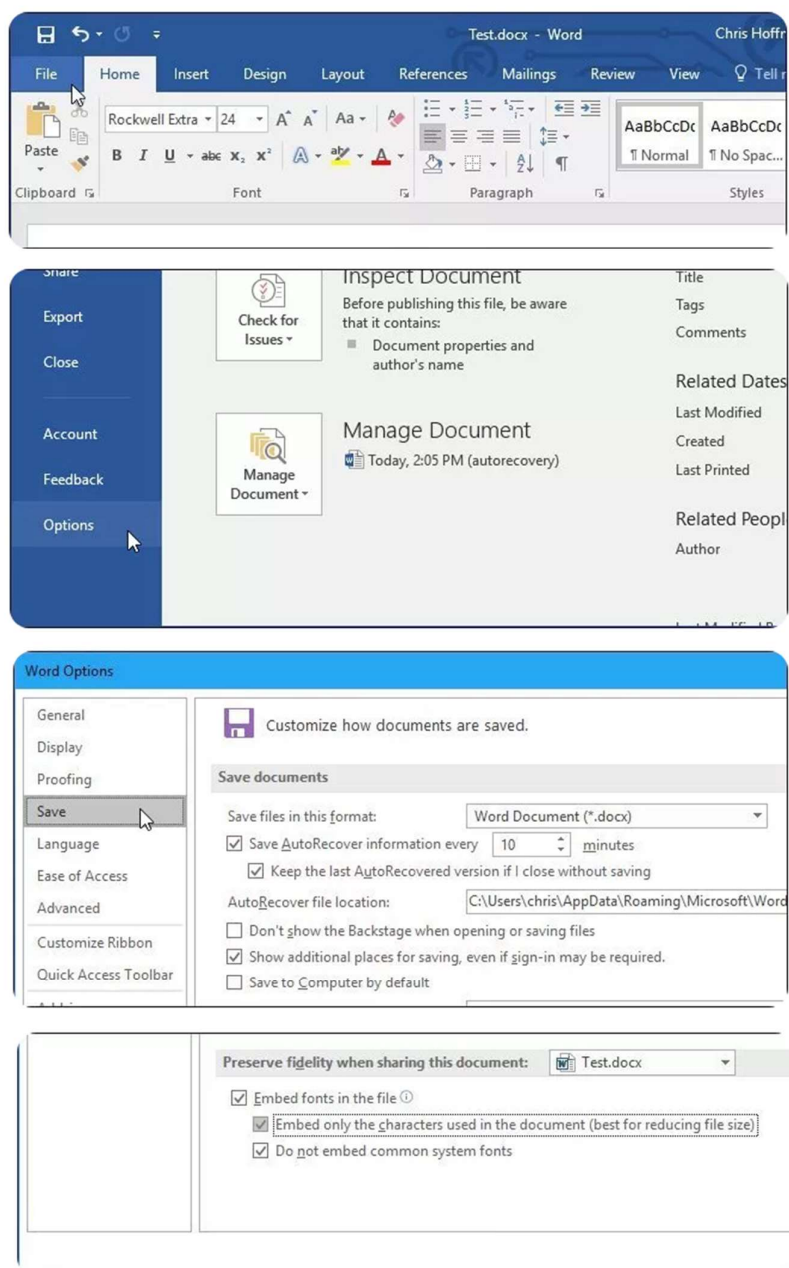 Test.docx - Word
Chris Hoffr
File Home Insert Design Layout References Mailings Review View Tell r
Rockwell Extra 24 A A Aa
AaBbCcDc AaBbCcDc
Paste
B I U abc X₂ X² A aby A
¶ Normal ¶ No Spac...
Clipboard Font Paragraph Styles
Share
Export
Close
Account
Feedback
Options
Check for
Issues
Inspect Document
Before publishing this file, be aware
that it contains:
Document properties and
author's name
Manage
Document
Manage Document
Today, 2:05 PM (autorecovery)
Title
Tags
Comments
Related Dates
Last Modified
Created
Last Printed
Related Peopl
Author
Word Options
General
Display
Proofing
Save
Language
Ease of Access
Advanced
Customize Ribbon
Quick Access Toolbar
Customize how documents are saved.
Save documents
Save files in this format: Word Document (*.docx)
Save AutoRecover information every 10 minutes
Keep the last AutoRecovered version if I close without saving
AutoRecover file location: C:\Users\chris\AppData\Roaming\Microsoft\Word
Don't show the Backstage when opening or saving files
Show additional places for saving, even if sign-in may be required.
Save to Computer by default
Preserve fidelity when sharing this document: Test.docx
Embed fonts in the file
Embed only the characters used in the document (best for reducing file size)
Do not embed common system fonts